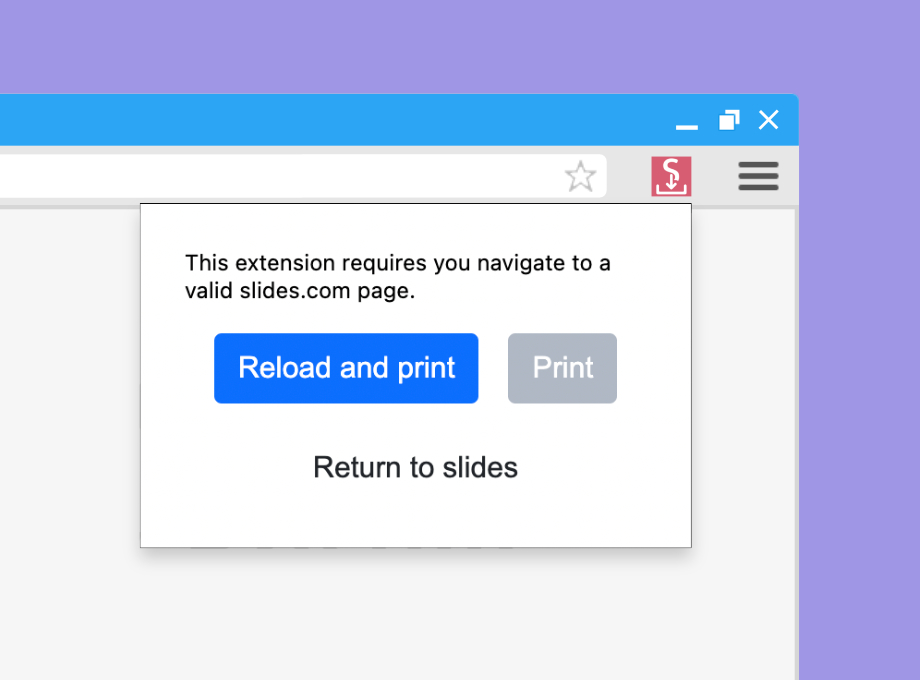 S
This extension requires you navigate to a
valid slides.com page.
Reload and print
Print
Return to slides